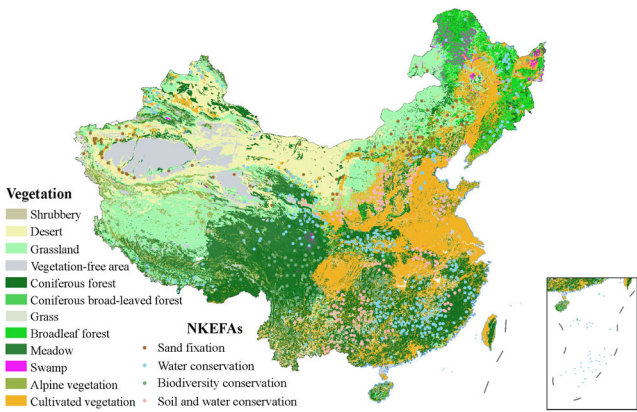 Vegetation
Shrubbery
Desert
Grassland
Vegetation-free area
Coniferous forest
Coniferous broad-leaved forest
Grass
Broadleaf forest
Meadow
Swamp
Alpine vegetation
Cultivated vegetation
NKEFAs
Sand fixation
Water conservation
Biodiversity conservation
Soil and water conservation